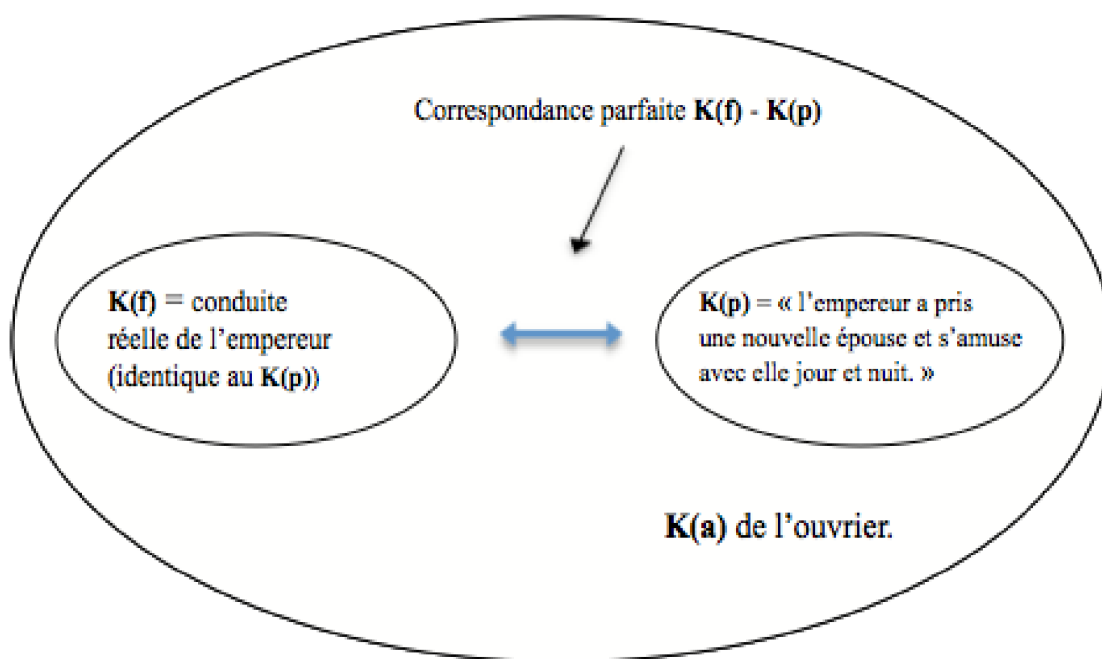 Correspondance parfaite K(f) - K(p)
K(f) = conduite
réelle de l’empereur
(identique au K(p))
K(p) = « l’empereur a pris
une nouvelle épouse et s’amuse
avec elle jour et nuit. »
K(a) de l’ouvrier.